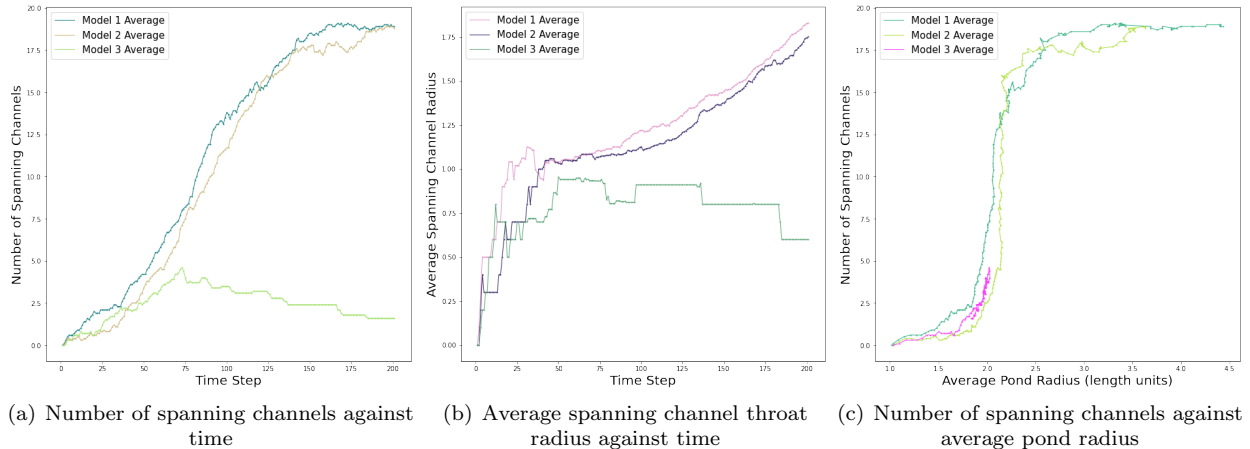 Model 1 Average
Model 2 Average
Model 3 Average
Number of Spanning Channels
20.0
17.5
15.0
12.5
10.0
7.5
5.0
2.5
0.0
0
25
50
75
100
125
150
175
200
Time Step
(a) Number of spanning channels against
time
Model 1 Average
Model 2 Average
Model 3 Average
Average Spanning Channel Radius
1.75
1.50
1.25
1.00
0.75
0.50
0.25
0.00
0
25
50
75
100
125
150
175
200
Time Step
(b) Average spanning channel throat
radius against time
Model 1 Average
Model 2 Average
Model 3 Average
Number of Spanning Channels
20.0
17.5
15.0
12.5
10.0
7.5
5.0
2.5
0.0
1.0
1.5
2.0
2.5
3.0
3.5
4.0
4.5
Average Pond Radius (length units)
(c) Number of spanning channels against
average pond radius